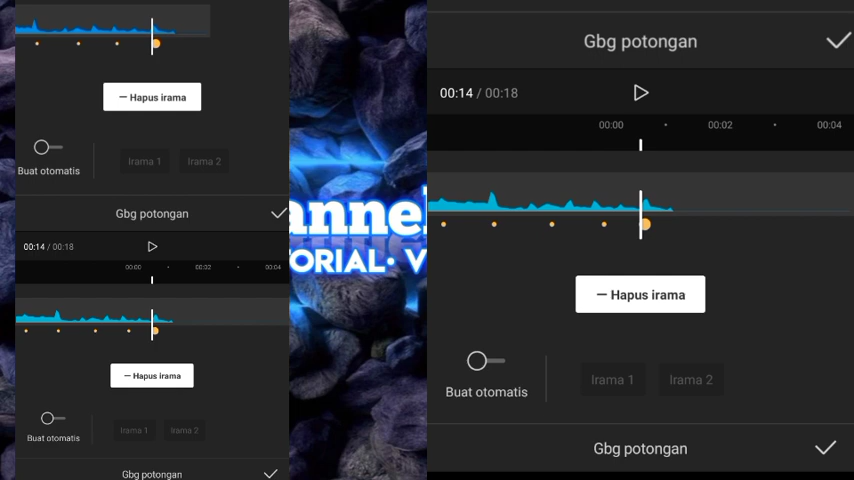 — Hapus irama
Buat otomatis
Irama 1
Irama 2
Gbg potongan
00:14 / 00:18
00:00
00:02
00:04
— Hapus irama
Buat otomatis
Irama 1
Irama 2
Gbg potongan
annel
TORIAL• V
Gbg potongan
00:14 / 00:18
00:00
00:02
00:04
— Hapus irama
Buat otomatis
Irama 1
Irama 2
Gbg potongan